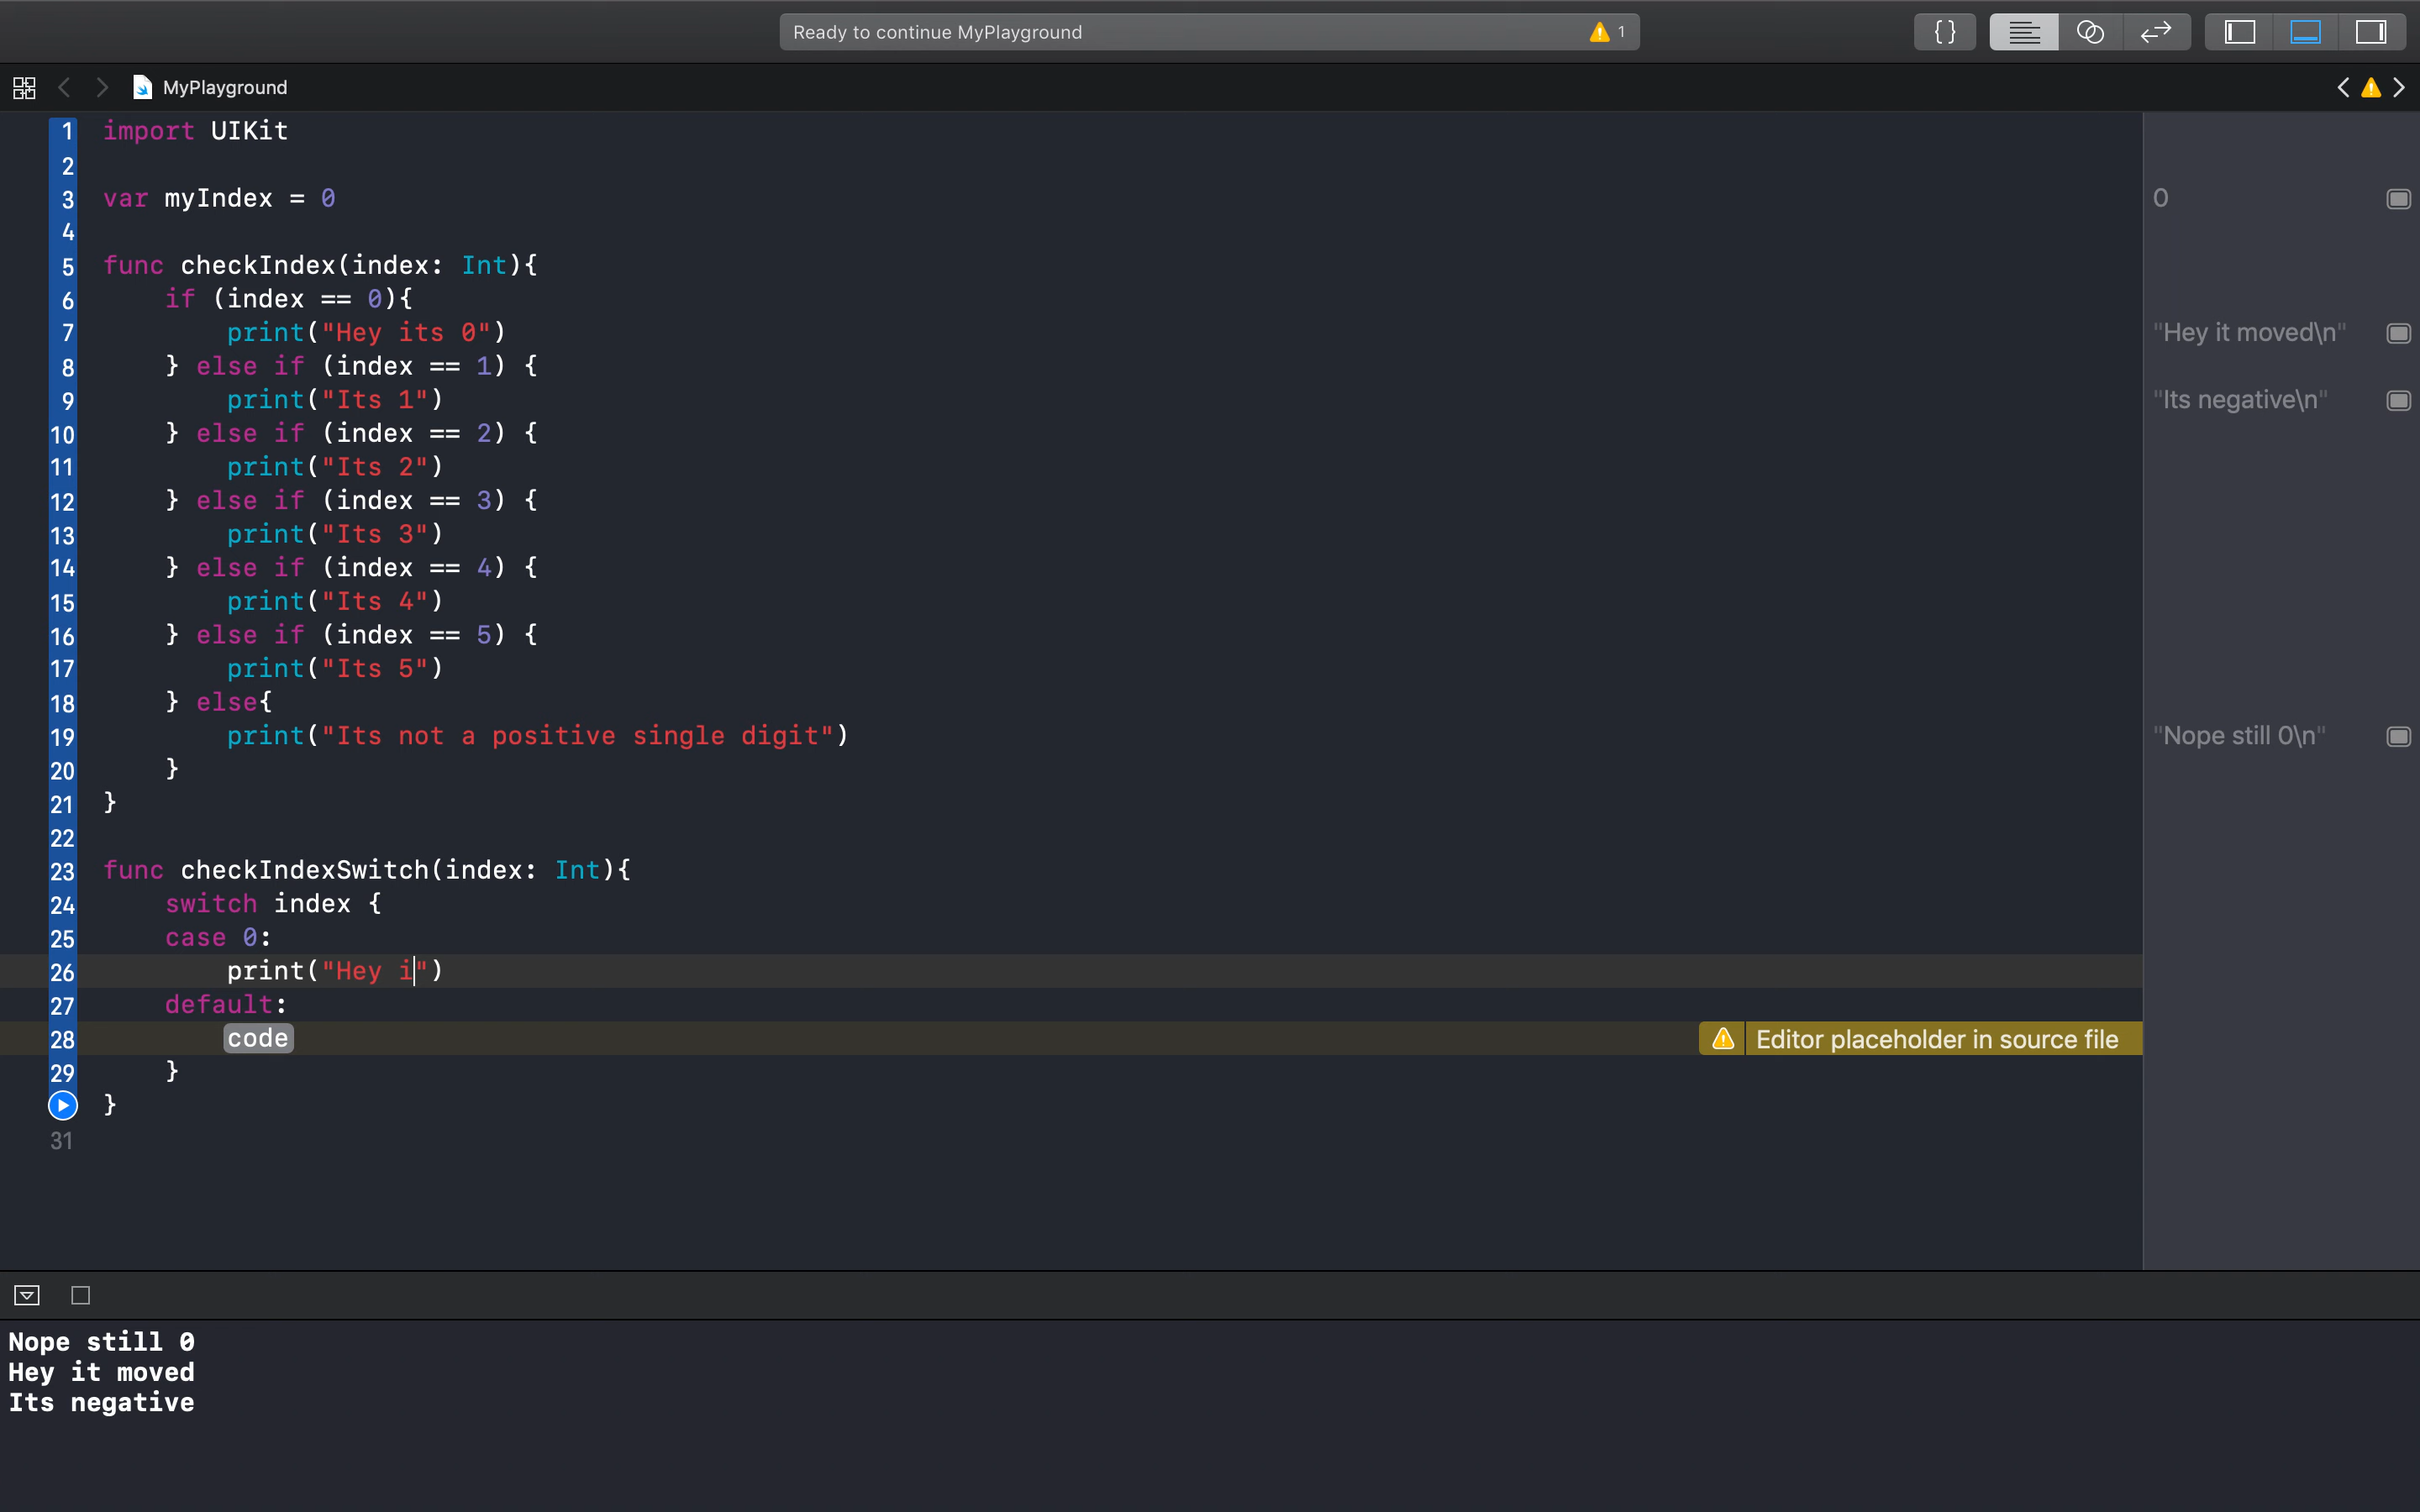 Ready to continue MyPlayground 1
{}
MyPlayground
1 import UIKit
2
3 var myIndex = 0 0
4
5 func checkIndex(index: Int){
6 if (index == 0){
7 print("Hey its 0") "Hey it moved\n"
8 } else if (index == 1) {
9 print("Its 1") "Its negative\n"
10 } else if (index == 2) {
11 print("Its 2")
12 } else if (index == 3) {
13 print("Its 3")
14 } else if (index == 4) {
15 print("Its 4")
16 } else if (index == 5) {
17 print("Its 5")
18 } else{
19 print("Its not a positive single digit") "Nope still 0\n"
20 }
21 }
22
23 func checkIndexSwitch(index: Int){
24 switch index {
25 case 0:
26 print("Hey i")
27 default:
28 code Editor placeholder in source file
29 }
}
31
Nope still 0
Hey it moved
Its negative